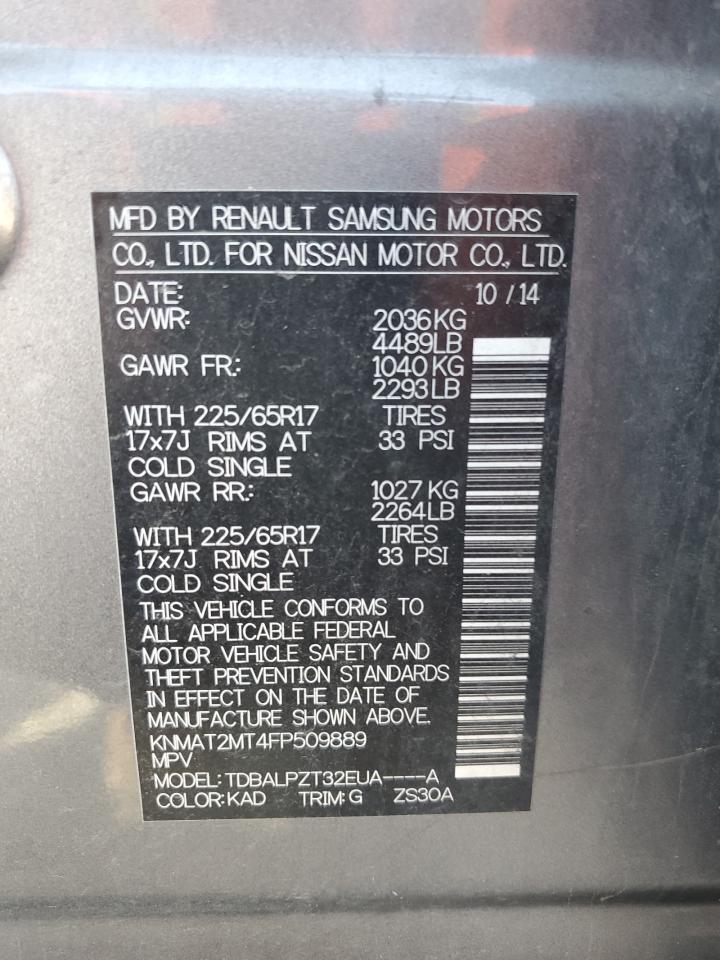 MFD BY RENAULT SAMSUNG MOTORS
CO., LTD. FOR NISSAN MOTOR CO., LTD.
DATE: 10 / 14
GVWR: 2036 KG
4489 LB
GAWR FR.: 1040 KG
2293 LB
WITH 225/65R17 TIRES
17x7J RIMS AT 33 PSI
COLD SINGLE
GAWR RR.: 1027 KG
2264 LB
WITH 225/65R17 TIRES
17x7J RIMS AT 33 PSI
COLD SINGLE
THIS VEHICLE CONFORMS TO
ALL APPLICABLE FEDERAL
MOTOR VEHICLE SAFETY AND
THEFT PREVENTION STANDARDS
IN EFFECT ON THE DATE OF
MANUFACTURE SHOWN ABOVE.
KNMAT2MT4FP509889
MPV
MODEL: TDBALPZT32EUA----A
COLOR: KAD TRIM: G ZS30A